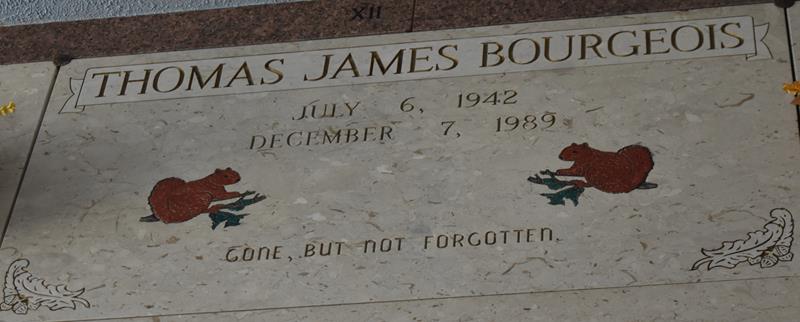 XII
THOMAS JAMES BOURGEOIS
JULY 6, 1942
DECEMBER 7, 1989
GONE, BUT NOT FORGOTTEN.